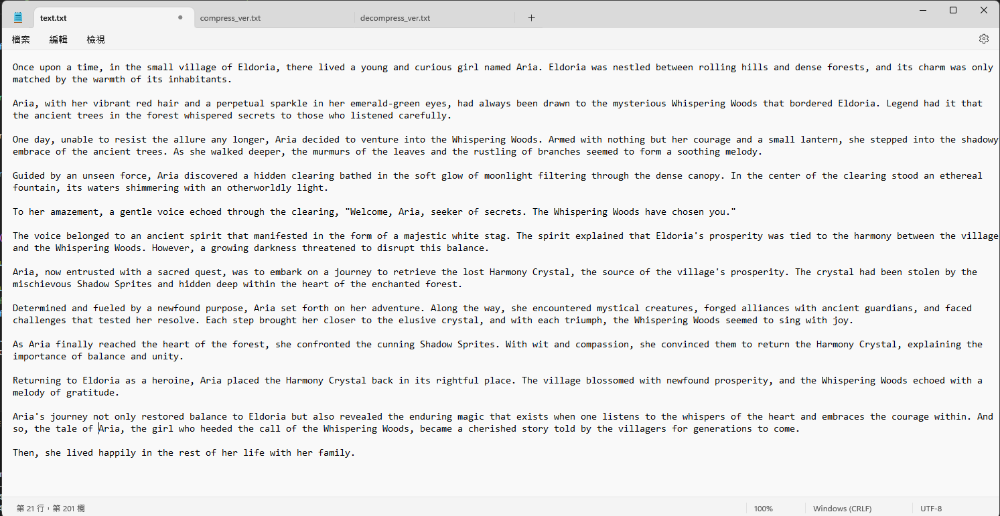 text.txt
compress_ver.txt
decompress_ver.txt
檔案 編輯 檢視
Once upon a time, in the small village of Eldoria, there lived a young and curious girl named Aria. Eldoria was nestled between rolling hills and dense forests, and its charm was only
matched by the warmth of its inhabitants.
Aria, with her vibrant red hair and a perpetual sparkle in her emerald-green eyes, had always been drawn to the mysterious Whispering Woods that bordered Eldoria. Legend had it that
the ancient trees in the forest whispered secrets to those who listened carefully.
One day, unable to resist the allure any longer, Aria decided to venture into the Whispering Woods. Armed with nothing but her courage and a small lantern, she stepped into the shadowy
embrace of the ancient trees. As she walked deeper, the murmurs of the leaves and the rustling of branches seemed to form a soothing melody.
Guided by an unseen force, Aria discovered a hidden clearing bathed in the soft glow of moonlight filtering through the dense canopy. In the center of the clearing stood an ethereal
fountain, its waters shimmering with an otherworldly light.
To her amazement, a gentle voice echoed through the clearing, "Welcome, Aria, seeker of secrets. The Whispering Woods have chosen you."
The voice belonged to an ancient spirit that manifested in the form of a majestic white stag. The spirit explained that Eldoria's prosperity was tied to the harmony between the village
and the Whispering Woods. However, a growing darkness threatened to disrupt this balance.
Aria, now entrusted with a sacred quest, was to embark on a journey to retrieve the lost Harmony Crystal, the source of the village's prosperity. The crystal had been stolen by the
mischievous Shadow Sprites and hidden deep within the heart of the enchanted forest.
Determined and fueled by a newfound purpose, Aria set forth on her adventure. Along the way, she encountered mystical creatures, forged alliances with ancient guardians, and faced
challenges that tested her resolve. Each step brought her closer to the elusive crystal, and with each triumph, the Whispering Woods seemed to sing with joy.
As Aria finally reached the heart of the forest, she confronted the cunning Shadow Sprites. With wit and compassion, she convinced them to return the Harmony Crystal, explaining the
importance of balance and unity.
Returning to Eldoria as a heroine, Aria placed the Harmony Crystal back in its rightful place. The village blossomed with newfound prosperity, and the Whispering Woods echoed with a
melody of gratitude.
Aria's journey not only restored balance to Eldoria but also revealed the enduring magic that exists when one listens to the whispers of the heart and embraces the courage within. And
so, the tale of Aria, the girl who heeded the call of the Whispering Woods, became a cherished story told by the villagers for generations to come.
Then, she lived happily in the rest of her life with her family.
第 21 行，第 201 欄
100%
Windows (CRLF)
UTF-8